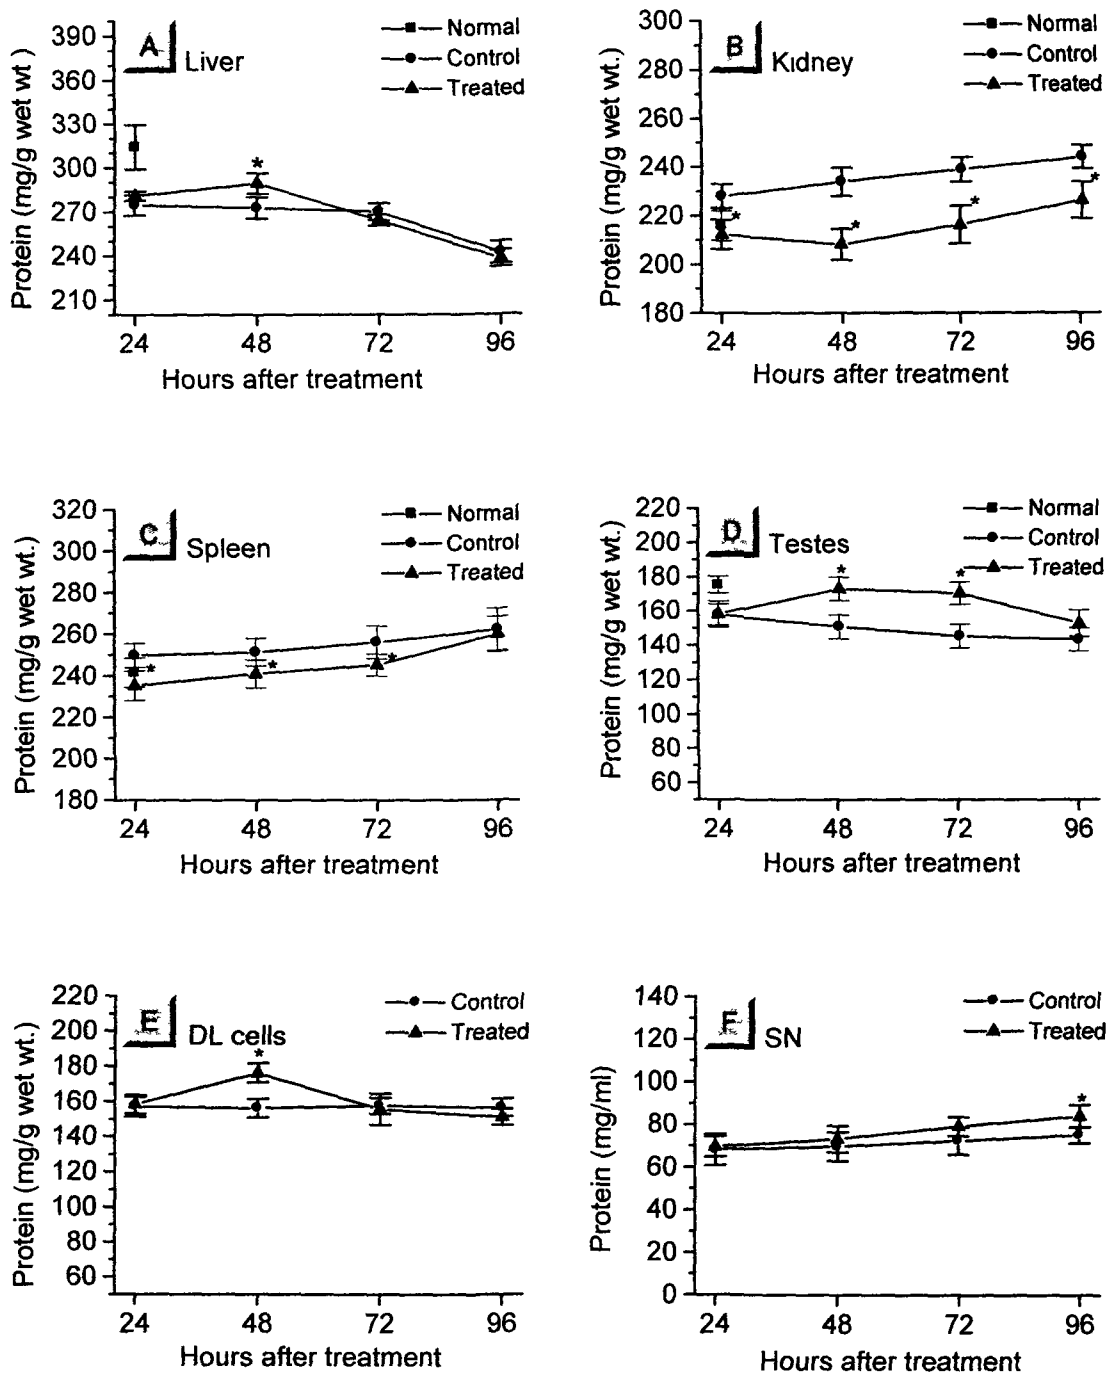 A Liver
Normal
Control
Treated
Protein (mg/g wet wt )
390
360
330
300
270
240
210
24 48 72 96
Hours after treatment
B Kidney
Normal
Control
Treated
Protein (mg/g wet wt.)
300
280
260
240
220
200
180
24 48 72 96
Hours after treatment
* * * * *
C Spleen
Normal
Control
Treated
Protein (mg/g wet wt.)
320
300
280
260
240
220
200
180
24 48 72 96
Hours after treatment
* * *
D Testes
Normal
Control
Treated
Protein (mg/g wet wt.)
220
200
180
160
140
120
100
80
60
24 48 72 96
Hours after treatment
* *
E DL cells
Control
Treated
Protein (mg/g wet wt.)
220
200
180
160
140
120
100
80
60
24 48 72 96
Hours after treatment
*
F SN
Control
Treated
Protein (mg/ml)
140
120
100
80
60
40
20
0
24 48 72 96
Hours after treatment
*